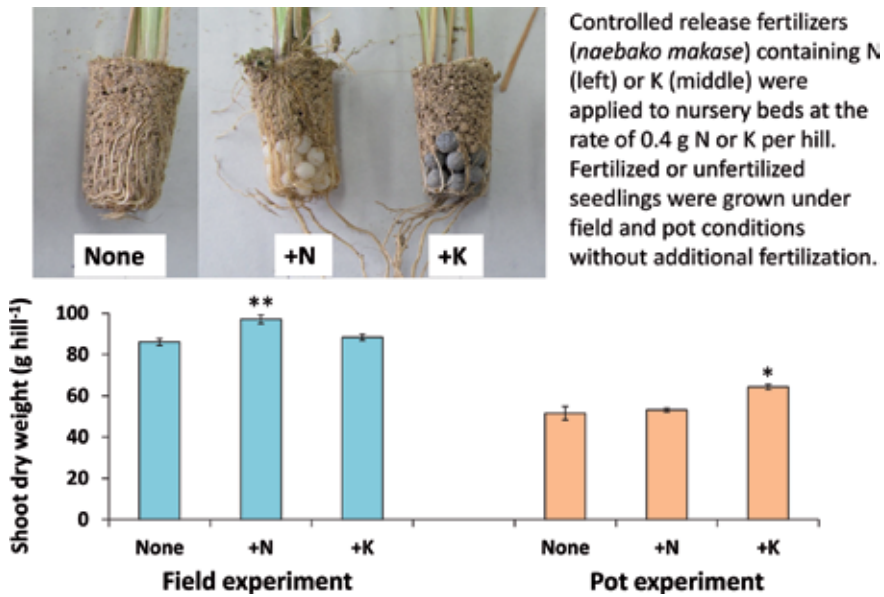 Controlled release fertilizers
(naebako makase) containing N
(left) or K (middle) were
applied to nursery beds at the
rate of 0.4 g N or K per hill.
Fertilized or unfertilized
seedlings were grown under
field and pot conditions
without additional fertilization.
None
+N
+K
Shoot dry weight (g hill-1)
100
80
60
40
20
0
**
*
None
+N
+K
None
+N
+K
Field experiment
Pot experiment